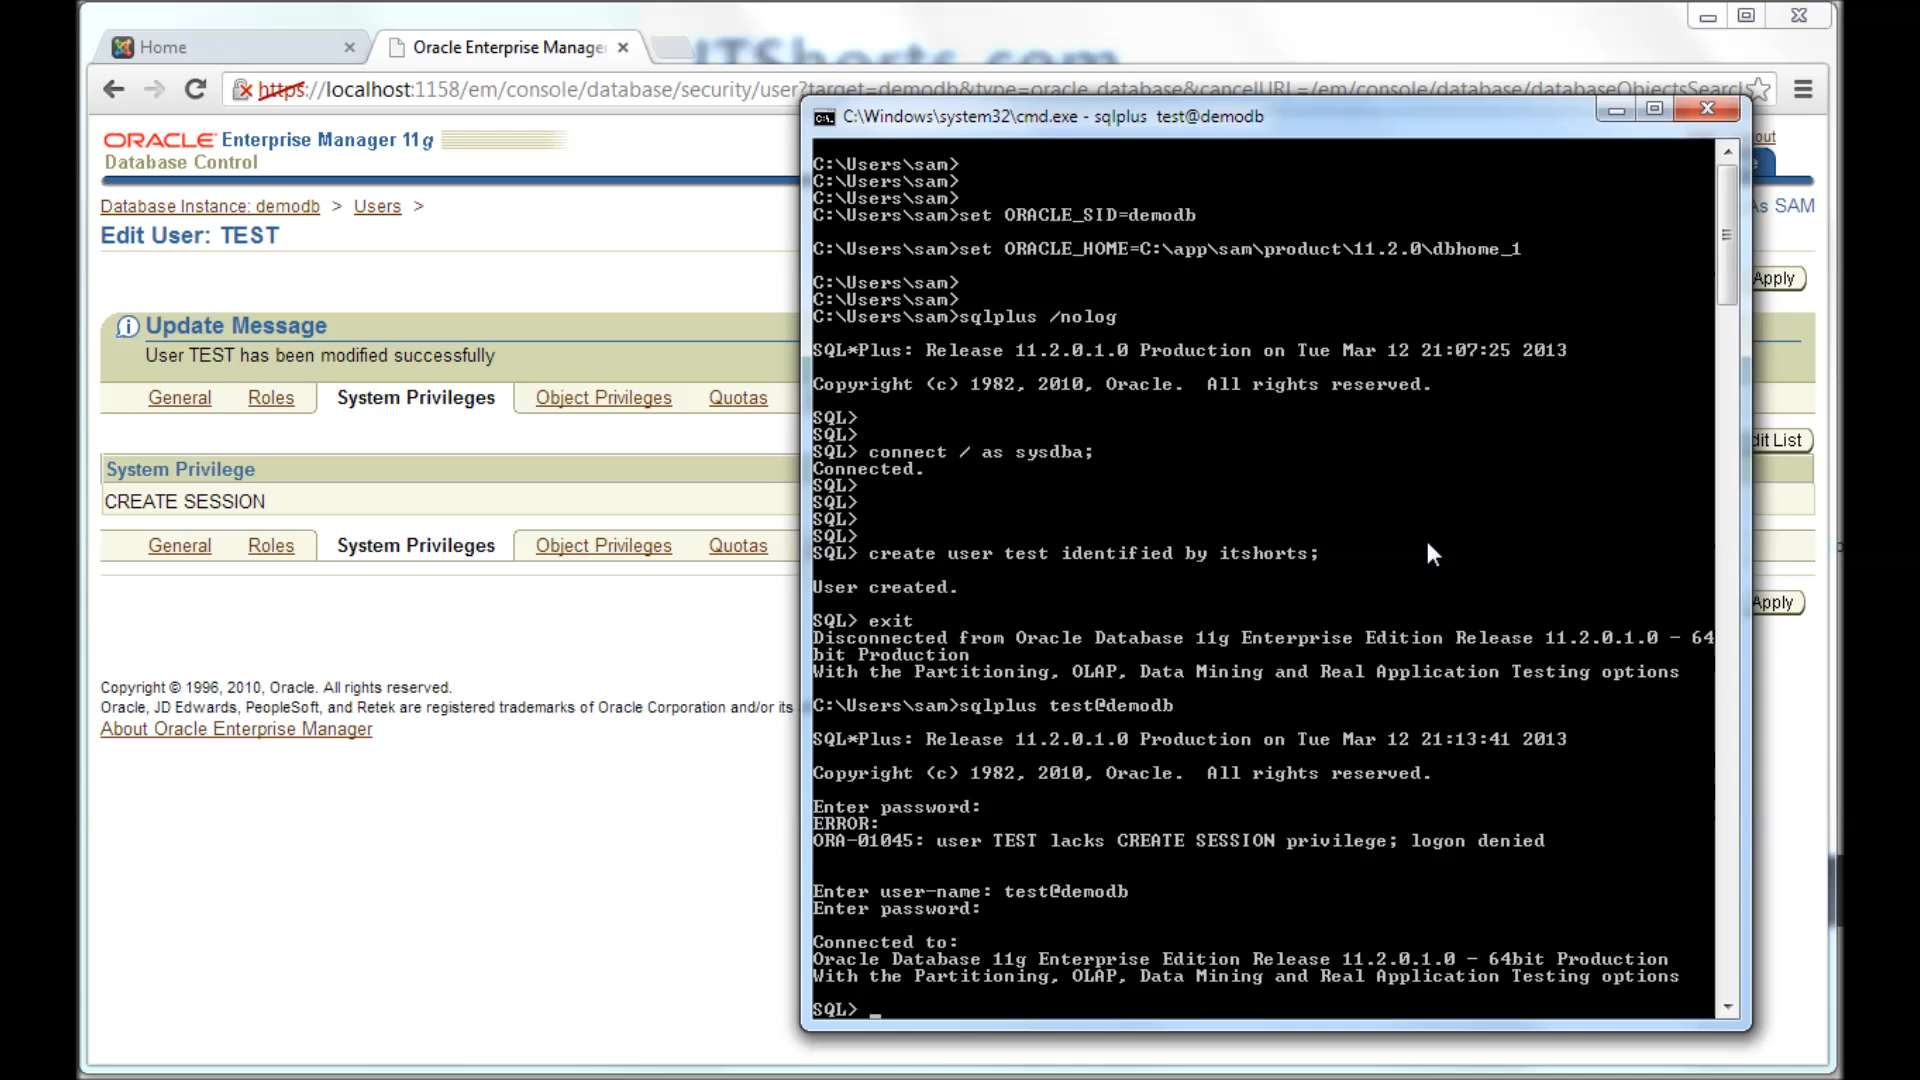 ITShorts.com
Home
Oracle Enterprise Manager
https://localhost:1158/em/console/database/security/user?target=demodb&type=oracle_database&cancelURL=/em/console/database/databaseObjectsSearch
ORACLE Enterprise Manager 11g
Database Control
out
Database Instance: demodb > Users >
As SAM
Edit User: TEST
Apply
Update Message
User TEST has been modified successfully
General Roles System Privileges Object Privileges Quotas
dit List
System Privilege
CREATE SESSION
General Roles System Privileges Object Privileges Quotas
Apply
Copyright © 1996, 2010, Oracle. All rights reserved.
Oracle, JD Edwards, PeopleSoft, and Retek are registered trademarks of Oracle Corporation and/or its
About Oracle Enterprise Manager
C:\Windows\system32\cmd.exe - sqlplus test@demodb
C:\Users\sam>
C:\Users\sam>
C:\Users\sam>
C:\Users\sam>set ORACLE_SID=demodb
C:\Users\sam>set ORACLE_HOME=C:\app\sam\product\11.2.0\dbhome_1
C:\Users\sam>
C:\Users\sam>
C:\Users\sam>sqlplus /nolog
SQL*Plus: Release 11.2.0.1.0 Production on Tue Mar 12 21:07:25 2013
Copyright (c) 1982, 2010, Oracle. All rights reserved.
SQL>
SQL>
SQL> connect / as sysdba;
Connected.
SQL>
SQL>
SQL>
SQL>
SQL> create user test identified by itshorts;
User created.
SQL> exit
Disconnected from Oracle Database 11g Enterprise Edition Release 11.2.0.1.0 - 64
bit Production
With the Partitioning, OLAP, Data Mining and Real Application Testing options
C:\Users\sam>sqlplus test@demodb
SQL*Plus: Release 11.2.0.1.0 Production on Tue Mar 12 21:13:41 2013
Copyright (c) 1982, 2010, Oracle. All rights reserved.
Enter password:
ERROR:
ORA-01045: user TEST lacks CREATE SESSION privilege; logon denied
Enter user-name: test@demodb
Enter password:
Connected to:
Oracle Database 11g Enterprise Edition Release 11.2.0.1.0 - 64bit Production
With the Partitioning, OLAP, Data Mining and Real Application Testing options
SQL> _